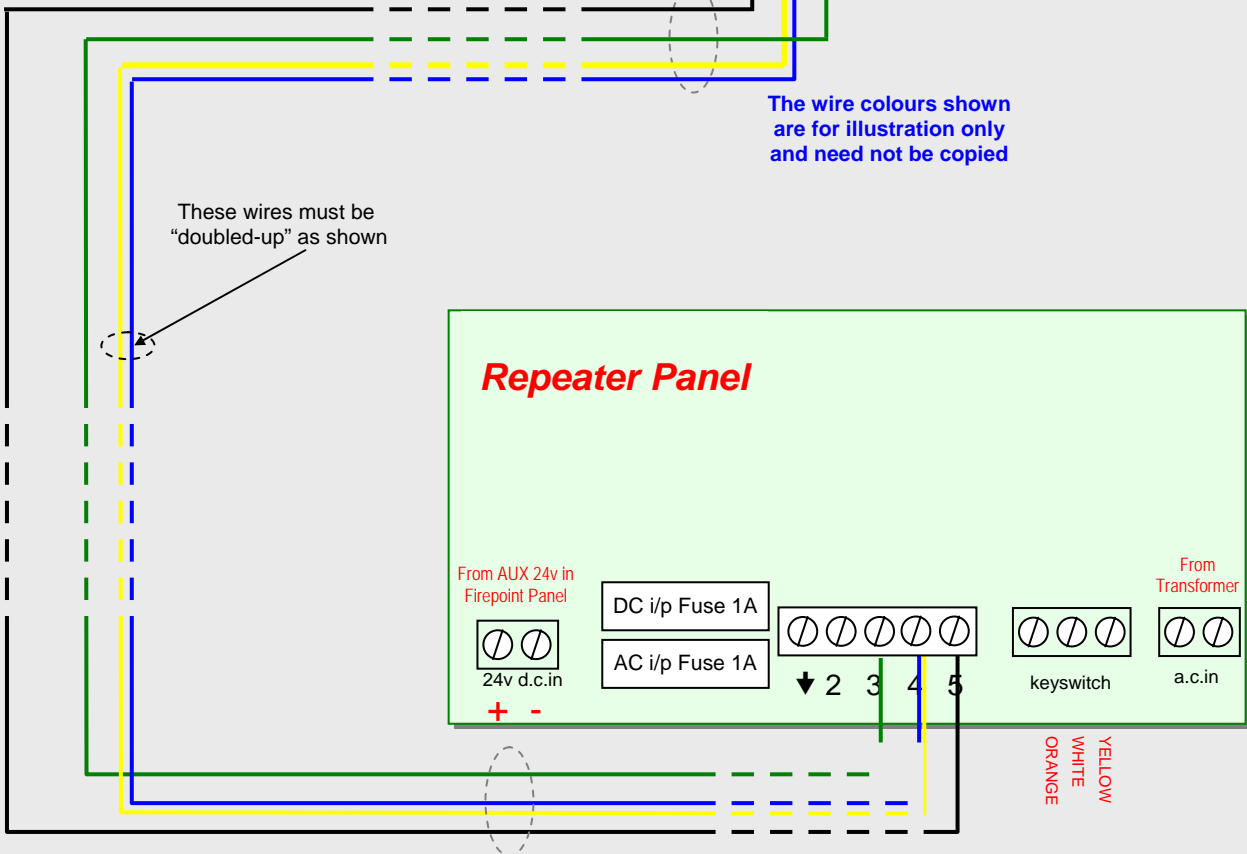 The wire colours shown
are for illustration only
and need not be copied
These wires must be
“doubled-up” as shown
Repeater Panel
From AUX 24v in
Firepoint Panel
DC i/p Fuse 1A
AC i/p Fuse 1A
From
Transformer
24v d.c.in
+ -
2 3 4 5
keyswitch
a.c.in
ORANGE
WHITE
YELLOW